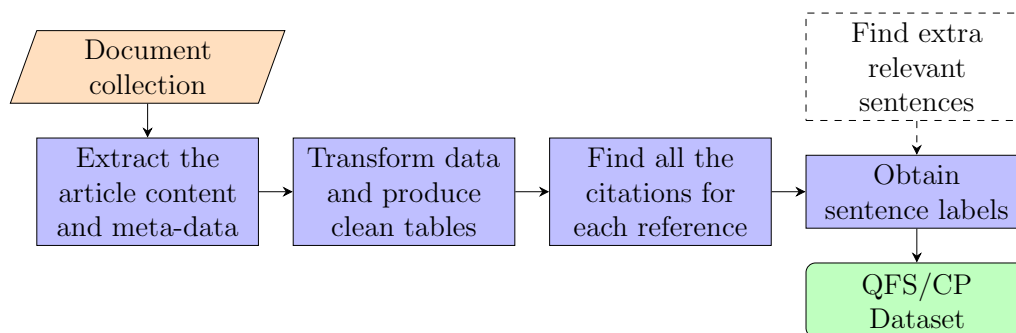 Document
collection
Find extra
relevant
sentences
Extract the
article content
and meta-data
Transform data
and produce
clean tables
Find all the
citations for
each reference
Obtain
sentence labels
QFS/CP
Dataset